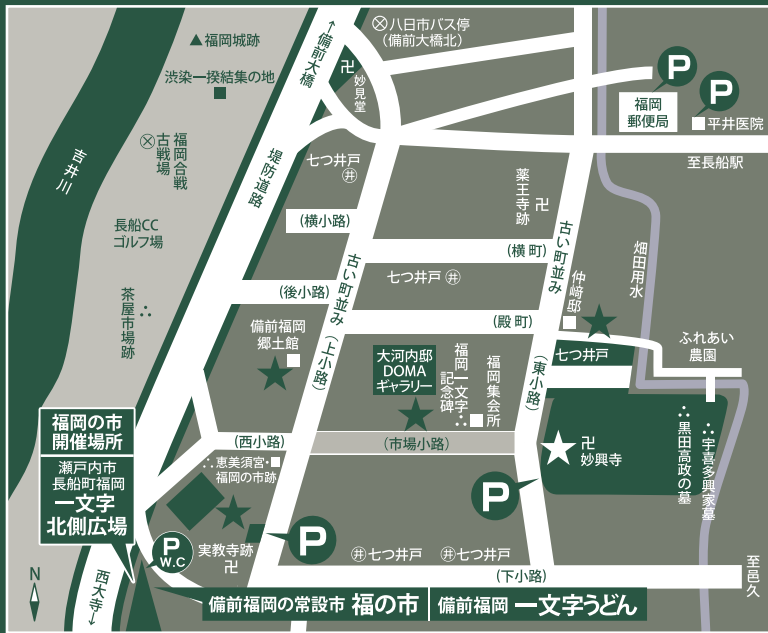 ▲福岡城跡
渋染一揆結集の地
福岡合戦
古戦場
吉井川
長船CC
ゴルフ場
茶屋市場跡
←備前大橋
堤防道路
卍
妙見堂
八日市バス停
(備前大橋北)
P
P
福岡
郵便局
平井医院
至長船駅
七つ井戸
井
薬王寺跡
卍
(横小路)
古い町並み
(横町)
古い町並み
畑田用水
七つ井戸 井
仲﨑邸
(後小路)
(殿町)
備前福岡
郷土館
(上小路)
大河内邸
DOMA
ギャラリー
福岡一文字
記念碑
福岡集会所
(東小路)
七つ井戸
ふれあい
農園
福岡の市
開催場所
瀬戸内市
長船町福岡
一文字
北側広場
(西小路)
(市場小路)
恵美須宮・
福岡の市跡
卍
妙興寺
黒田高政の墓
宇喜多興家墓
P
P
W.C
実教寺跡
卍
P
井 七つ井戸
井 七つ井戸
(下小路)
至邑久
N
西大寺→
備前福岡の常設市 福の市
備前福岡 一文字うどん